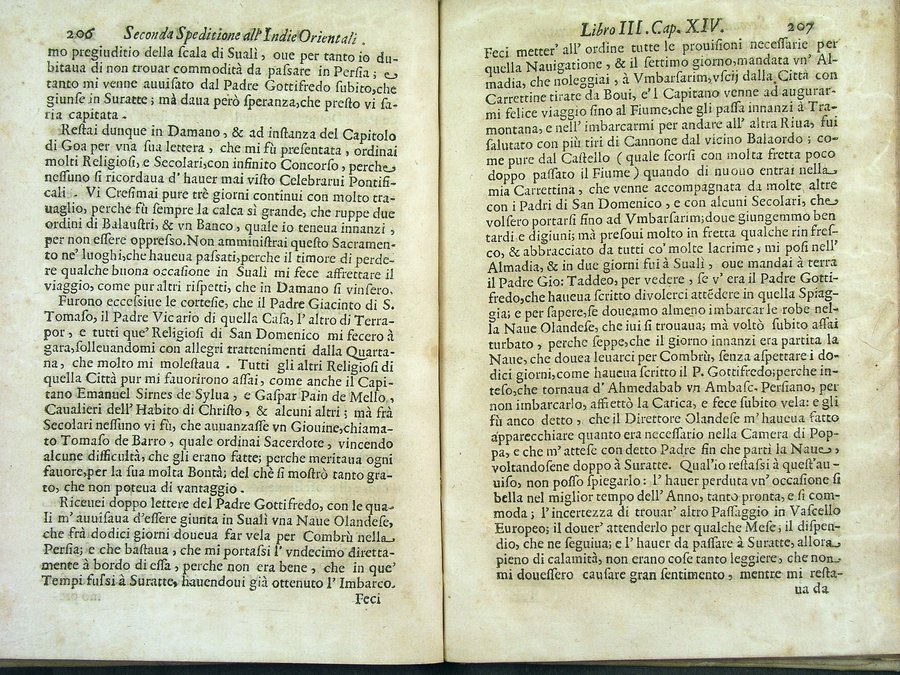 206 Seconda Speditione all' Indie Orientali.
mo pregiuditio della scala di Sualì, oue per tanto io du-
bitaua di non trouar commodità da passare in Persia; e
tanto mi venne auuisato dal Padre Gottifredo subito,che
giunse in Suratte; mà daua però speranza,che presto vi sa-
ria capitata.
Restai dunque in Damano, & ad instanza del Capitolo
di Goa per vna sua lettera, che mi fù presentata, ordinai
molti Religiosi, e Secolari,con infinito Concorso, perche
nessuno si ricordaua d' hauer mai visto Celebrarui Pontifi-
cali. Vi Cresimai pure trè giorni continui con molto tra-
uaglio, perche fù sempre la calca sì grande, che ruppe due
ordini di Balaustri, & vn Banco, quale io teneua innanzi,
per non essere oppresso.Non amministrai questo Sacramen-
to ne' luoghi,che haueua passati,perche il timore di perde-
re qualche buona occasione in Sualì mi fece affrettare il
viaggio, come pur altri rispetti, che in Damano si vinsero.
Furono eccessiue le cortesie, che il Padre Giacinto di S.
Tomaso, il Padre Vicario di quella Casa, l' altro di Terra-
por, e tutti que' Religiosi di San Domenico mi fecero à
gara,solleuandomi con allegri trattenimenti dalla Quarta-
na, che molto mi molestaua. Tutti gli altri Religiosi di
quella Città pur mi fauorirono assai, come anche il Capi-
tano Emanuel Sirnes de Sylua, e Gaspar Pain de Mello,
Caualieri dell' Habito di Christo, & alcuni altri; ma frà
Secolari nessuno vi fù, che auuanzasse vn Giouine,chiama-
to Tomaso de Barro, quale ordinai Sacerdote, vincendo
alcune difficultà, che gli erano fatte; perche meritaua ogni
fauore,per la sua molta Bontà; del chè si mostrò tanto gra-
to, che non poteua di vantaggio.
Riceuei doppo lettere del Padre Gottifredo, con le qua-
li m' auuisaua d'essere giunta in Sualì vna Naue Olandese,
che frà dodici giorni doueua far vela per Combrù nella
Persia; e che bastaua, che mi portassi l' vndecimo diretta-
mente à bordo di essa, perche non era bene, che in que'
Tempi fussi à Suratte, hauendoui già ottenuto l' Imbarco.
Feci
Libro III. Cap. XIV. 207
Feci metter' all' ordine tutte le prouisioni necessarie per
quella Nauigatione, & il settimo giorno,mandata vn' Al-
madia, che noleggiai, à Vmbarsarim,vscij dalla Città con
Carrettine tirate da Boui, e' l Capitano venne ad augurar-
mi felice viaggio sino al Fiume,che gli passa innanzi à Tra-
montana, e nell' imbarcarmi per andare all' altra Riua, fui
salutato con più tiri di Cannone dal vicino Balaordo; co-
me pure dal Castello ( quale scorsi con molta fretta poco
doppo passato il Fiume ) quando di nuouo entrai nella
mia Carrettina, che venne accompagnata da molte altre
con i Padri di San Domenico, e con alcuni Secolari, che
volsero portarsi sino ad Vmbarsarim;doue giungemmo ben
tardi e digiuni; mà presoui molto in fretta qualche rinfres-
co, & abbracciato da tutti co' molte lacrime, mi posi nell'
Almadia, & in due giorni fui à Sualì, oue mandai à terra
il Padre Gio: Taddeo, per vedere, se v' era il Padre Gotti-
fredo,che haueua scritto divolerci attēdere in quella Spiag-
gia; e per sapere,se doueamo almeno imbarcar le robe nel-
la Naue Olandese, che iui si trouaua; mà voltò subito assai
turbato, perche seppe,che il giorno innanzi era partita la
Naue, che douea leuarci per Combrù, senza aspettare i do-
dici giorni,come haueua scritto il P. Gottifredo;perche in-
teso,che tornaua d' Ahmedabab vn Ambasc. Persiano, per
non imbarcarlo, affrettò la Carica, e fece subito vela: e gli
fù anco detto, che il Direttore Olandese m' haueua fatto
apparecchiare quanto era necessario nella Camera di Pop-
pa, e che m' attese con detto Padre fin che parti la Naue,
voltandosene doppò à Suratte. Qual'io restassi à quest'au-
uiso, non posso spiegarlo: l' hauer perduta vn' occasione sì
bella nel miglior tempo dell' Anno, tanto pronta, e sì com-
moda; l' incertezza di trouar' altro Passaggio in Vascello
Europeo; il douer' attenderlo per qualche Mese; il dispen-
dio, che ne seguiua; e l' hauer da passare à Suratte, allora
pieno di calamità, non erano cose tanto leggiere, che non
mi douessero causare gran sentimento, mentre mi resta-
ua da